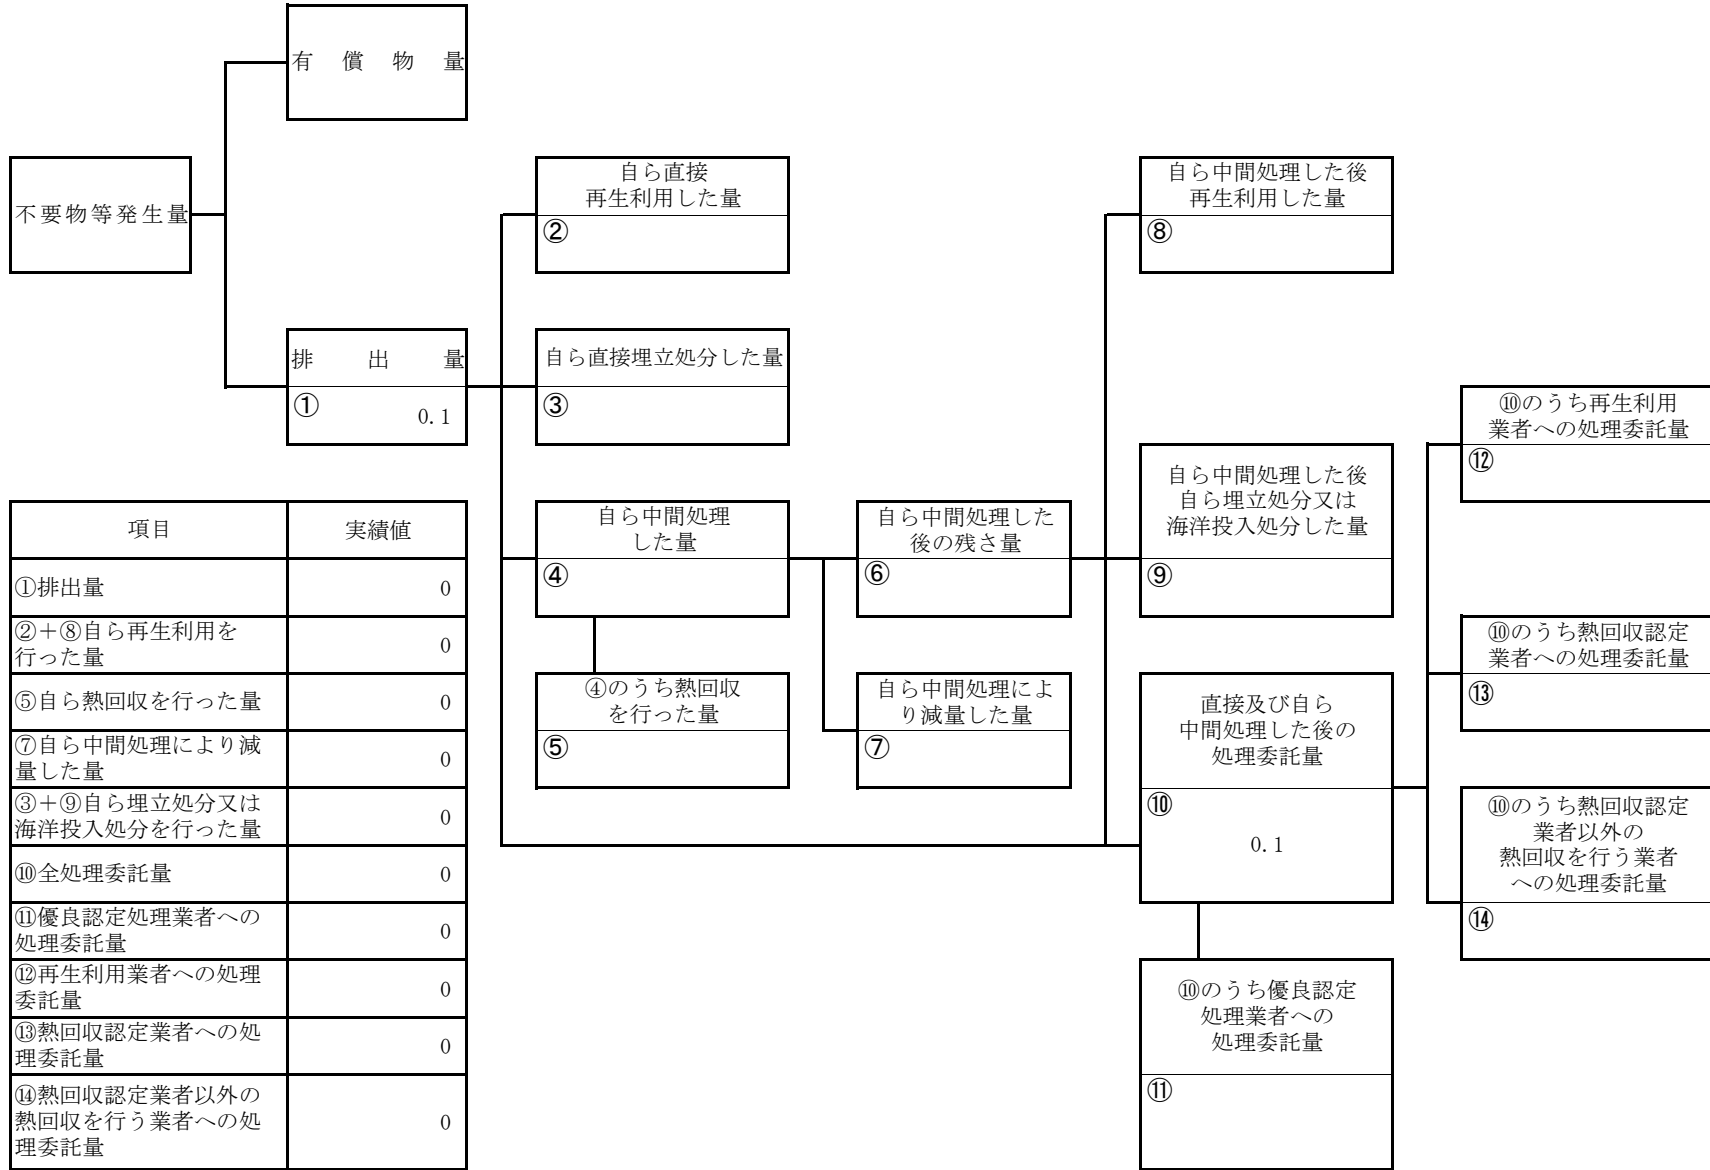 有償物量
不要物等発生量
自ら直接
再生利用した量
②
自ら中間処理した後
再生利用した量
⑧
排出量
①
0.1
自ら直接埋立処分した量
③
⑩のうち再生利用
業者への処理委託量
⑫
自ら中間処理
した量
④
自ら中間処理した
後の残さ量
⑥
自ら中間処理した後
自ら埋立処分又は
海洋投入処分した量
⑨
⑩のうち熱回収認定
業者への処理委託量
⑬
④のうち熱回収
を行った量
⑤
自ら中間処理によ
り減量した量
⑦
直接及び自ら
中間処理した後の
処理委託量
⑩
0.1
⑩のうち熱回収認定
業者以外の
熱回収を行う業者
への処理委託量
⑭
⑩のうち優良認定
処理業者への
処理委託量
⑪
項目 実績値
①排出量 0
②＋⑧自ら再生利用を
行った量 0
⑤自ら熱回収を行った量 0
⑦自ら中間処理により減
量した量 0
③＋⑨自ら埋立処分又は
海洋投入処分を行った量 0
⑩全処理委託量 0
⑪優良認定処理業者への
処理委託量 0
⑫再生利用業者への処理
委託量 0
⑬熱回収認定業者への処
理委託量 0
⑭熱回収認定業者以外の
熱回収を行う業者への処 0
理委託量